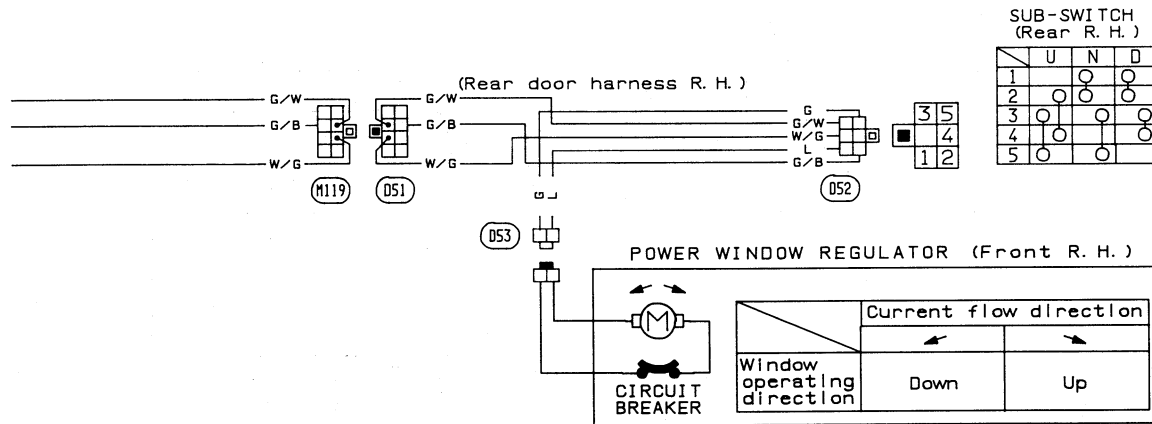 SUB-SWITCH
(Rear R. H. )
U N D
1
2
3
4
5
(Rear door harness R. H. )
G/W
G/B
W/G
M119
G/W
G/B
W/G
D51
G
G/W
W/G
L
G/B
D52
3 5
4
1 2
G L
D53
POWER WINDOW REGULATOR (Front R. H. )
M
CIRCUIT
BREAKER
Current flow direction
Window
operating
direction
Down
Up